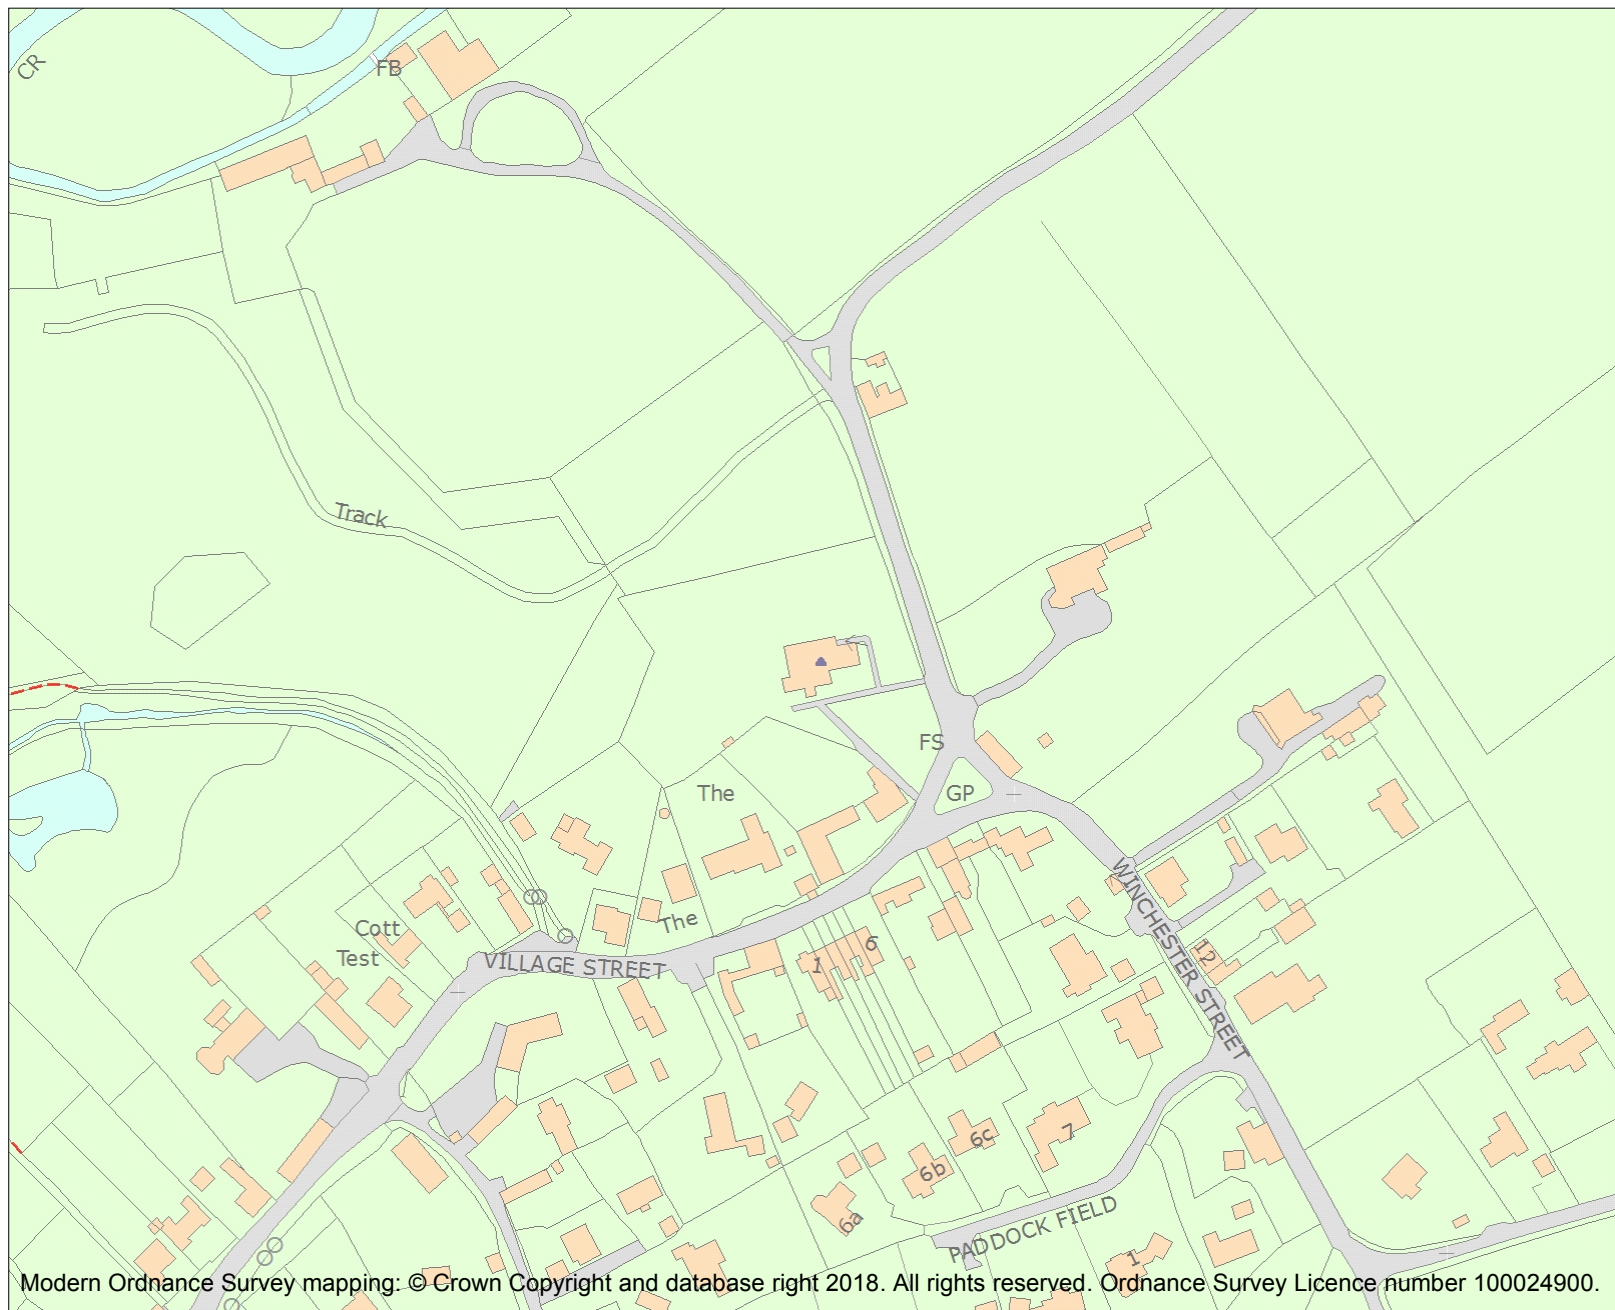 CR
FB
Track
FS
The
GP
The
Cott
Test
VILLAGE STREET
1
6
WINCHESTER STREET
12
6c
7
6b
6a
PADDOCK FIELD
1
Modern Ordnance Survey mapping: © Crown Copyright and database right 2018. All rights reserved. Ordnance Survey Licence number 100024900.